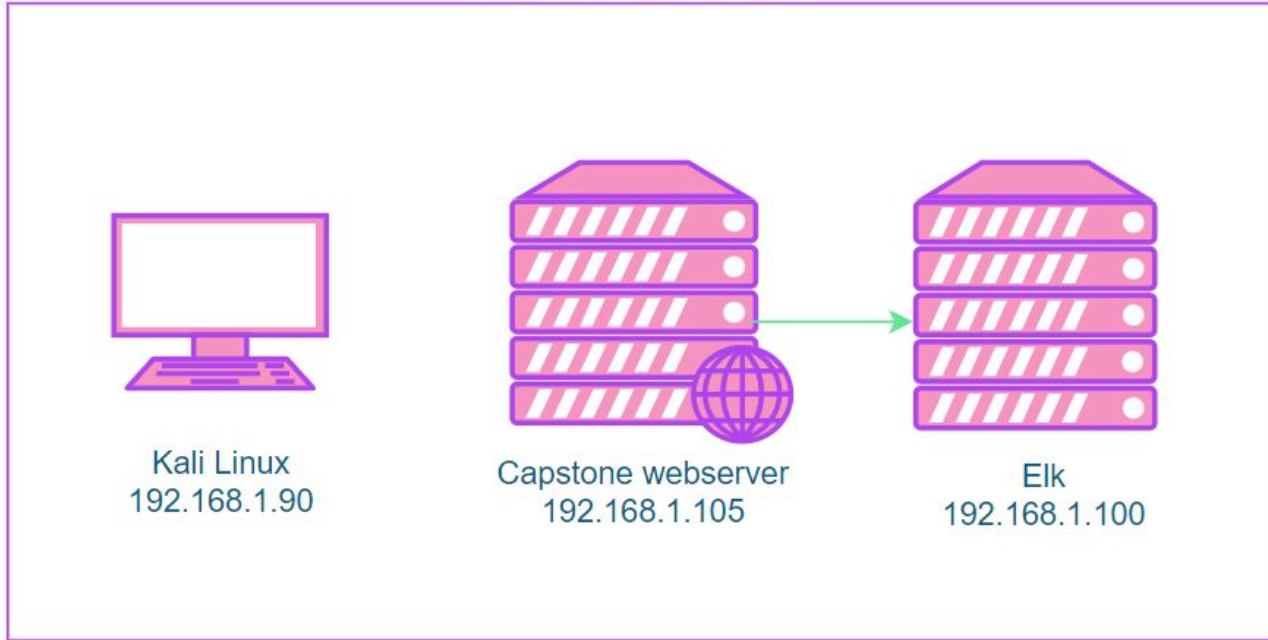 Kali Linux
192.168.1.90
Capstone webserver
192.168.1.105
Elk
192.168.1.100